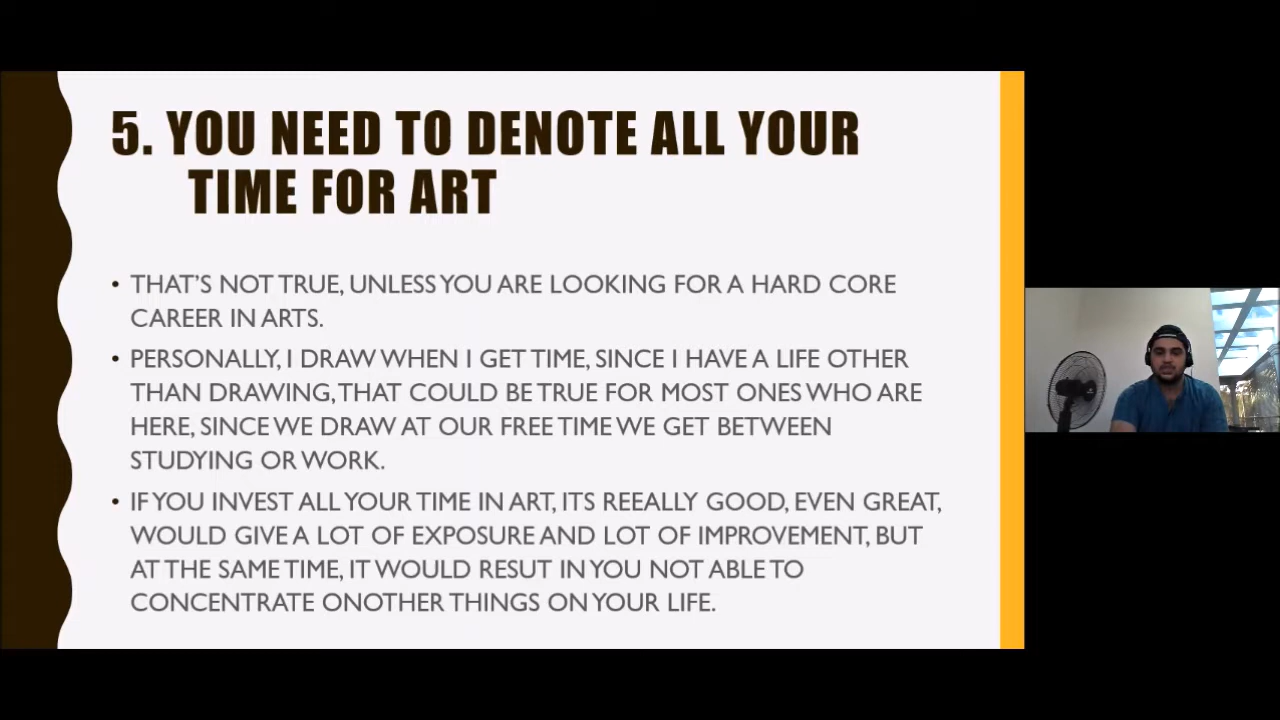 5. YOU NEED TO DENOTE ALL YOUR
TIME FOR ART
• THAT'S NOT TRUE, UNLESS YOU ARE LOOKING FOR A HARD CORE
CAREER IN ARTS.
• PERSONALLY, I DRAW WHEN I GET TIME, SINCE I HAVE A LIFE OTHER
THAN DRAWING, THAT COULD BE TRUE FOR MOST ONES WHO ARE
HERE, SINCE WE DRAW AT OUR FREE TIME WE GET BETWEEN
STUDYING OR WORK.
• IF YOU INVEST ALL YOUR TIME IN ART, ITS REEALLY GOOD, EVEN GREAT,
WOULD GIVE A LOT OF EXPOSURE AND LOT OF IMPROVEMENT, BUT
AT THE SAME TIME, IT WOULD RESUT IN YOU NOT ABLE TO
CONCENTRATE ONOTHER THINGS ON YOUR LIFE.